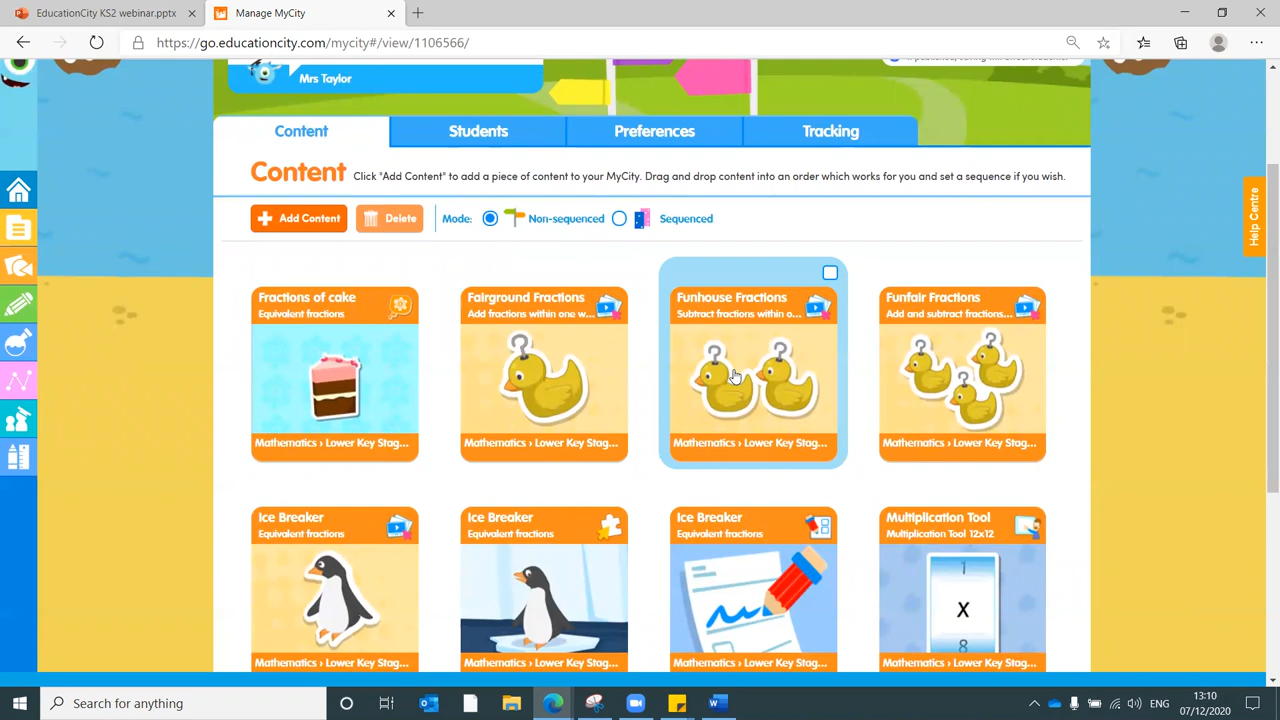 EducationCity KS2 webinar.pptx
Manage MyCity
https://go.educationcity.com/mycity#/view/1106566/
Mrs Taylor
Content
Students
Preferences
Tracking
Content Click "Add Content" to add a piece of content to your MyCity. Drag and drop content into an order which works for you and set a sequence if you wish.
Add Content
Delete
Mode:
Non-sequenced
Sequenced
Help Centre
Fractions of cake
Equivalent fractions
Mathematics › Lower Key Stag...
Fairground Fractions
Add fractions within one w...
Mathematics › Lower Key Stag...
Funhouse Fractions
Subtract fractions within o...
Mathematics › Lower Key Stag...
Funfair Fractions
Add and subtract fractions...
Mathematics › Lower Key Stag...
Ice Breaker
Equivalent fractions
Mathematics › Lower Key Stag...
Ice Breaker
Equivalent fractions
Mathematics › Lower Key Stag...
Ice Breaker
Equivalent fractions
Mathematics › Lower Key Stag...
Multiplication Tool
Multiplication Tool 12x12
1
x
8
Mathematics › Lower Key Stag...
Search for anything
ENG
13:10
07/12/2020